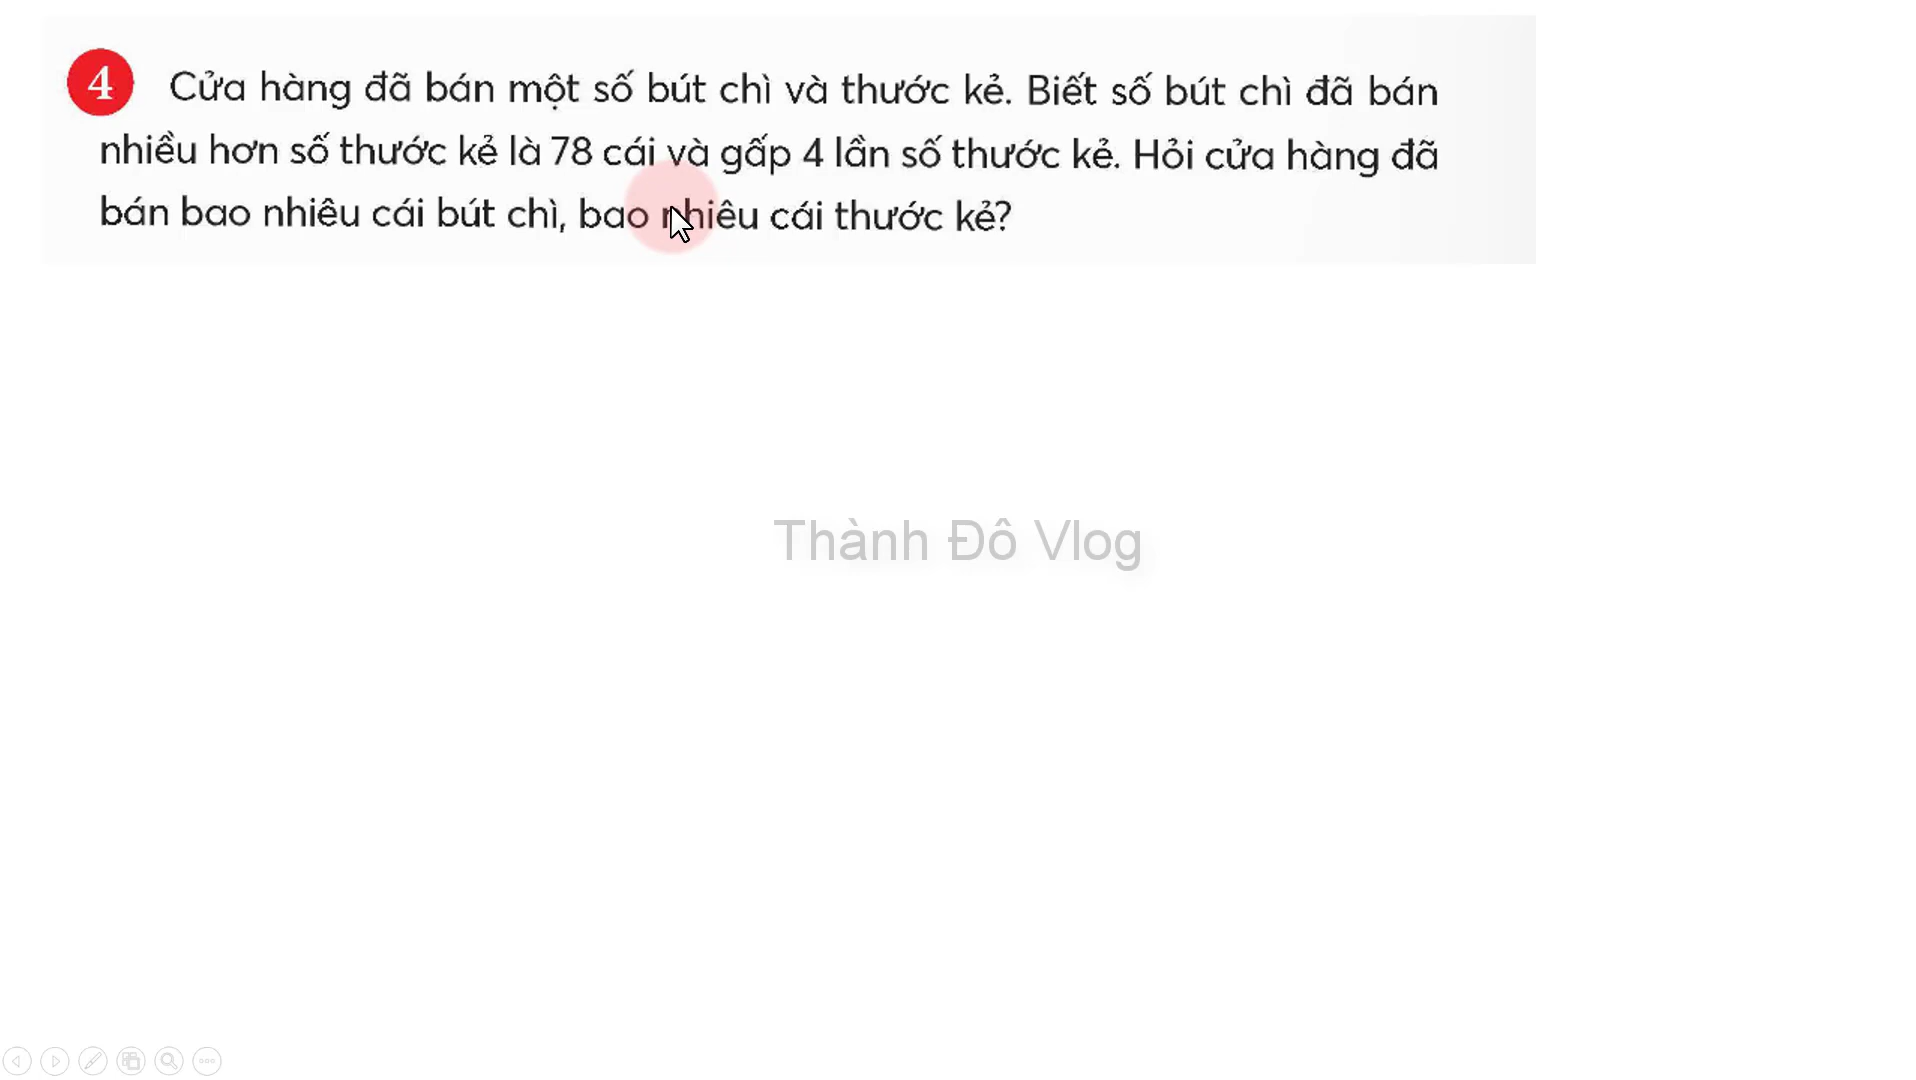 4 Cửa hàng đã bán một số bút chì và thước kẻ. Biết số bút chì đã bán
nhiều hơn số thước kẻ là 78 cái và gấp 4 lần số thước kẻ. Hỏi cửa hàng đã
bán bao nhiêu cái bút chì, bao nhiêu cái thước kẻ?
Thành Đô Vlog